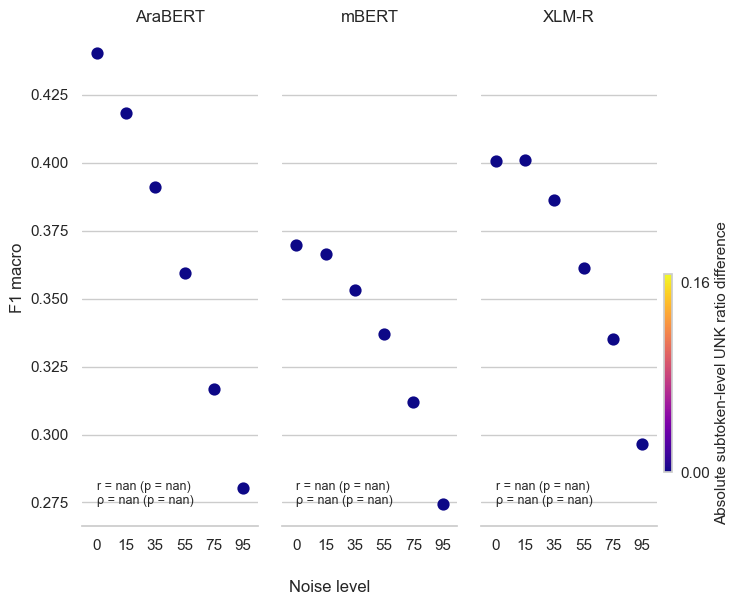 AraBERT mBERT XLM-R
F1 macro
0.425
0.400
0.375
0.350
0.325
0.300
0.275
r = nan (p = nan)
ρ = nan (p = nan)
r = nan (p = nan)
ρ = nan (p = nan)
r = nan (p = nan)
ρ = nan (p = nan)
0 15 35 55 75 95
0 15 35 55 75 95
0 15 35 55 75 95
Noise level
0.16
0.00
Absolute subtoken-level UNK ratio difference